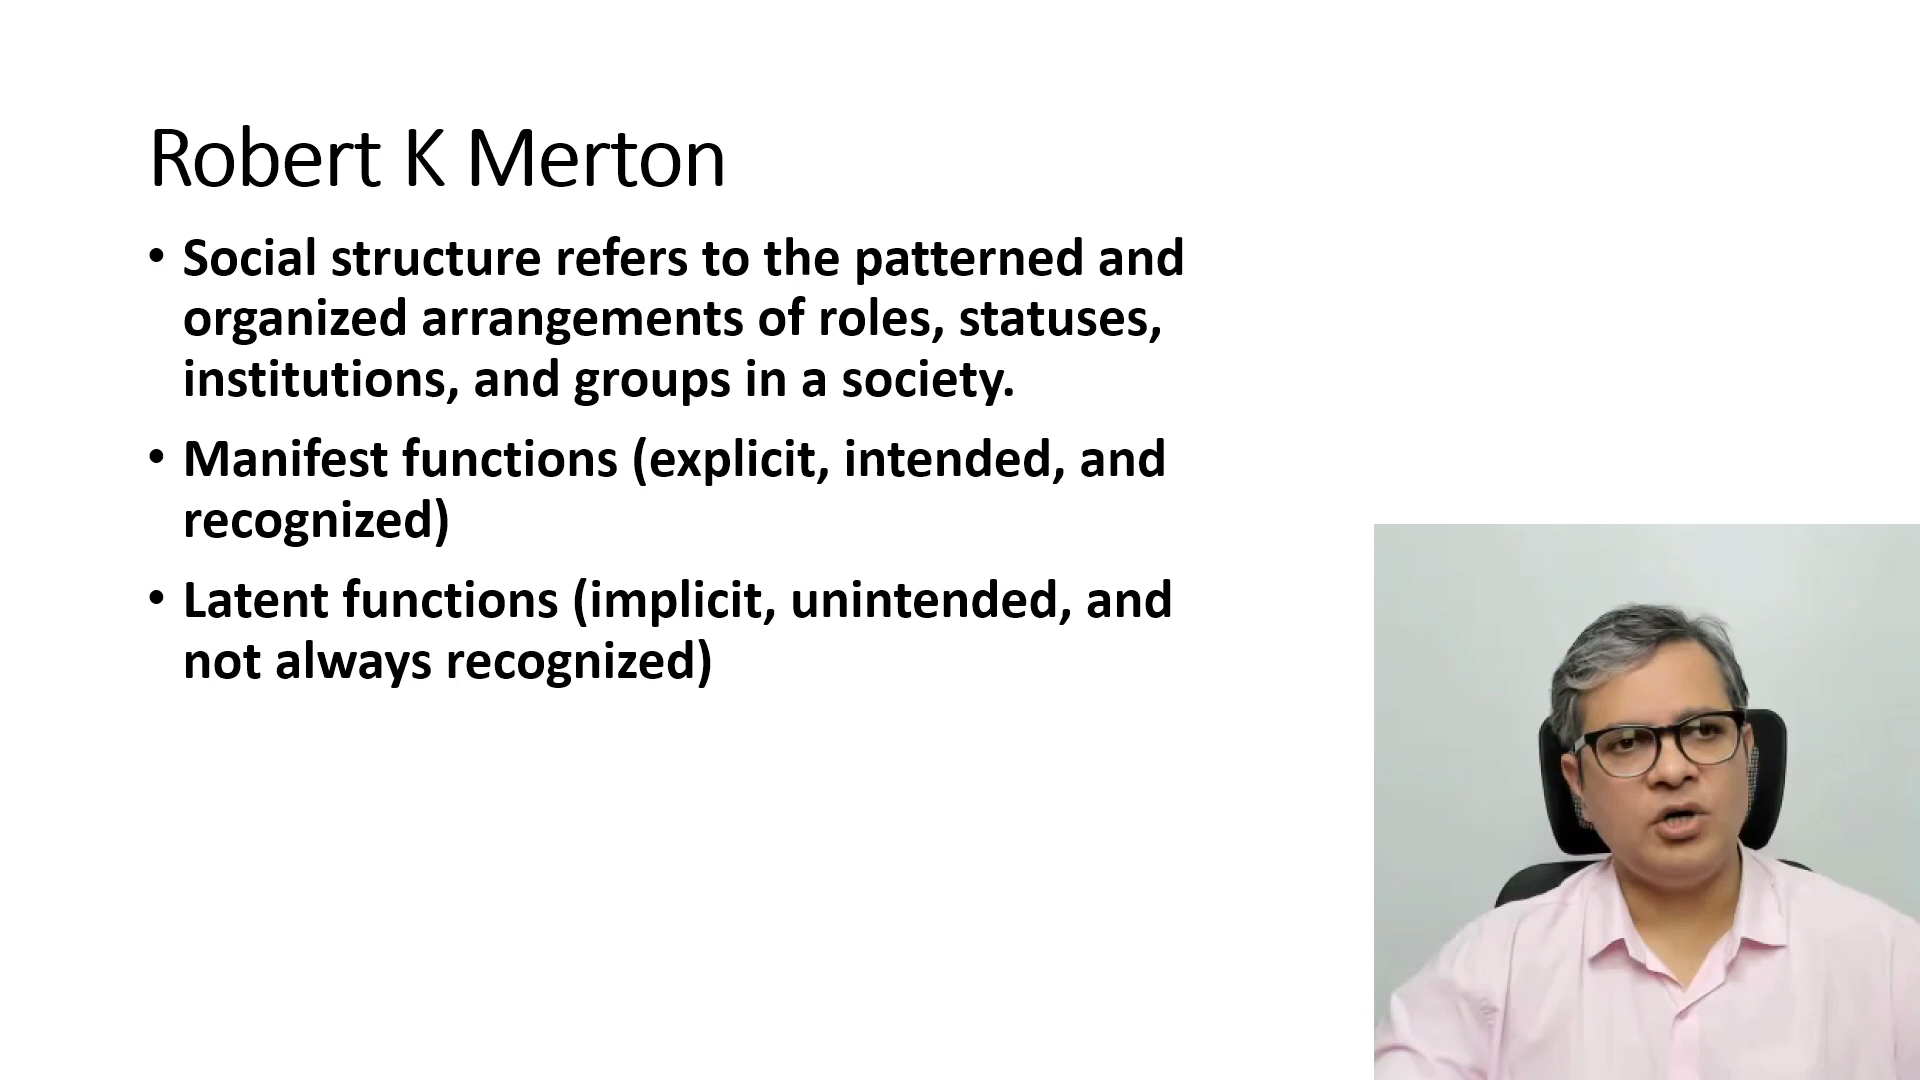 Robert K Merton
• Social structure refers to the patterned and
organized arrangements of roles, statuses,
institutions, and groups in a society.
• Manifest functions (explicit, intended, and
recognized)
• Latent functions (implicit, unintended, and
not always recognized)